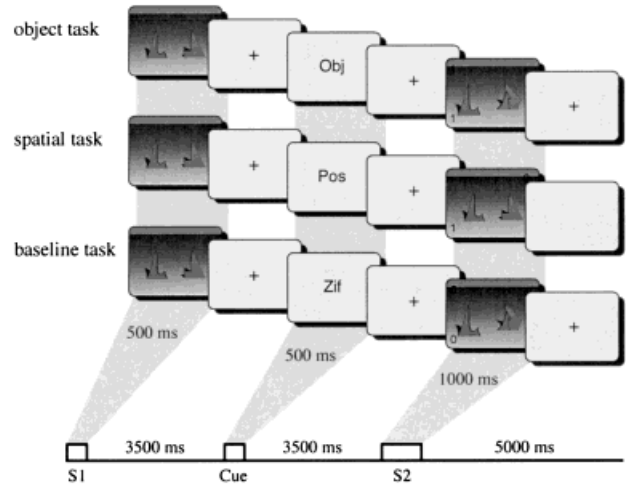 object task
Obj
1
spatial task
Pos
1
baseline task
Zif
0
500 ms
500 ms
1000 ms
3500 ms
3500 ms
5000 ms
S1
Cue
S2